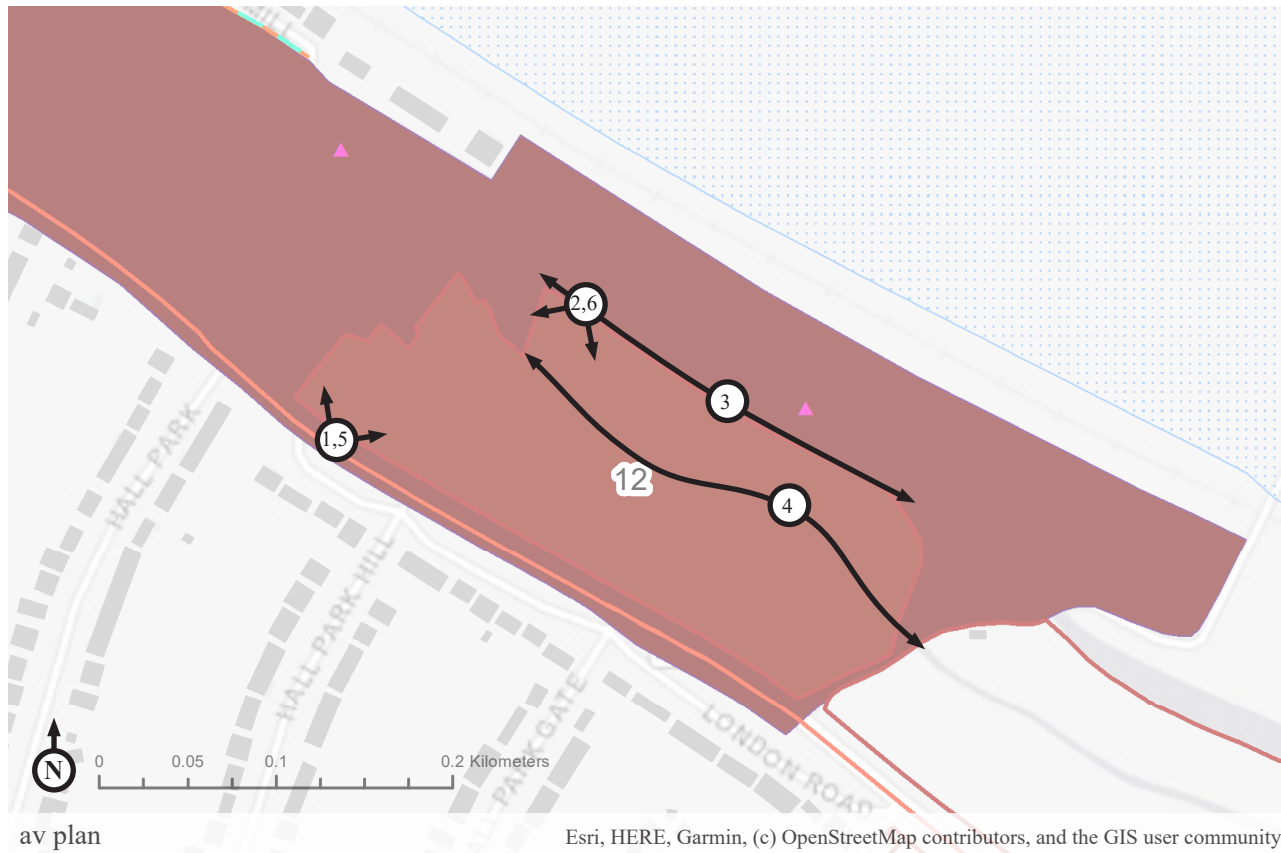 MILL
2,6
3
1,5
12
4
HALL PARK
HALL PARK HILL
PARK GATE
LONDON ROAD
N
0 0.05 0.1 0.2 Kilometers
av plan
Esri, HERE, Garmin, (c) OpenStreetMap contributors, and the GIS user community